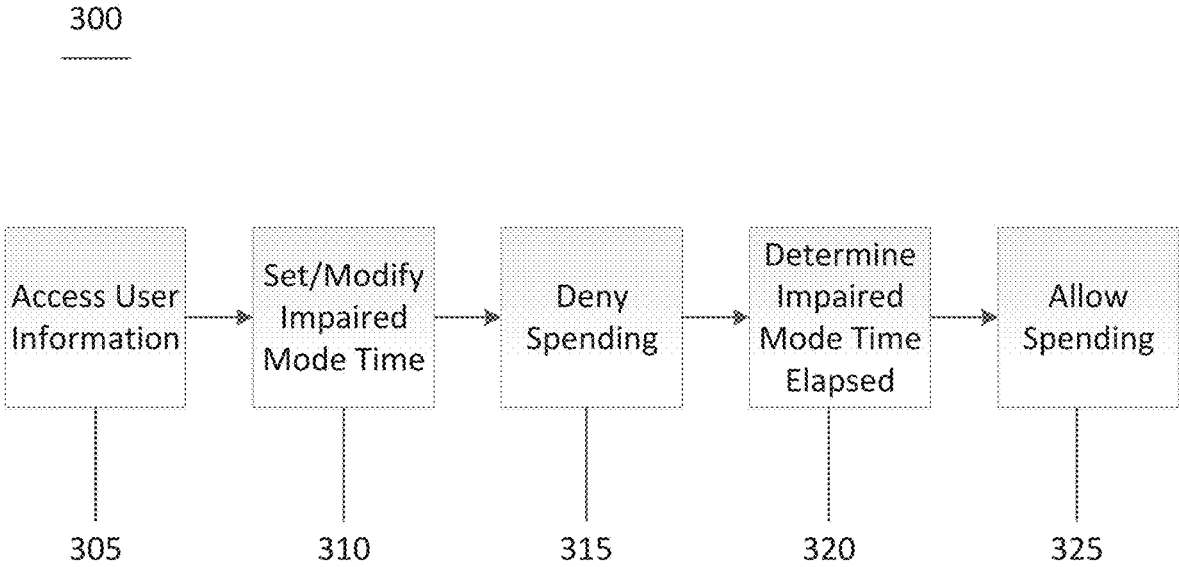 300
Access User
Information
Set/Modify
Impaired
Mode Time
Deny
Spending
Determine
Impaired
Mode Time
Elapsed
Allow
Spending
305
310
315
320
325